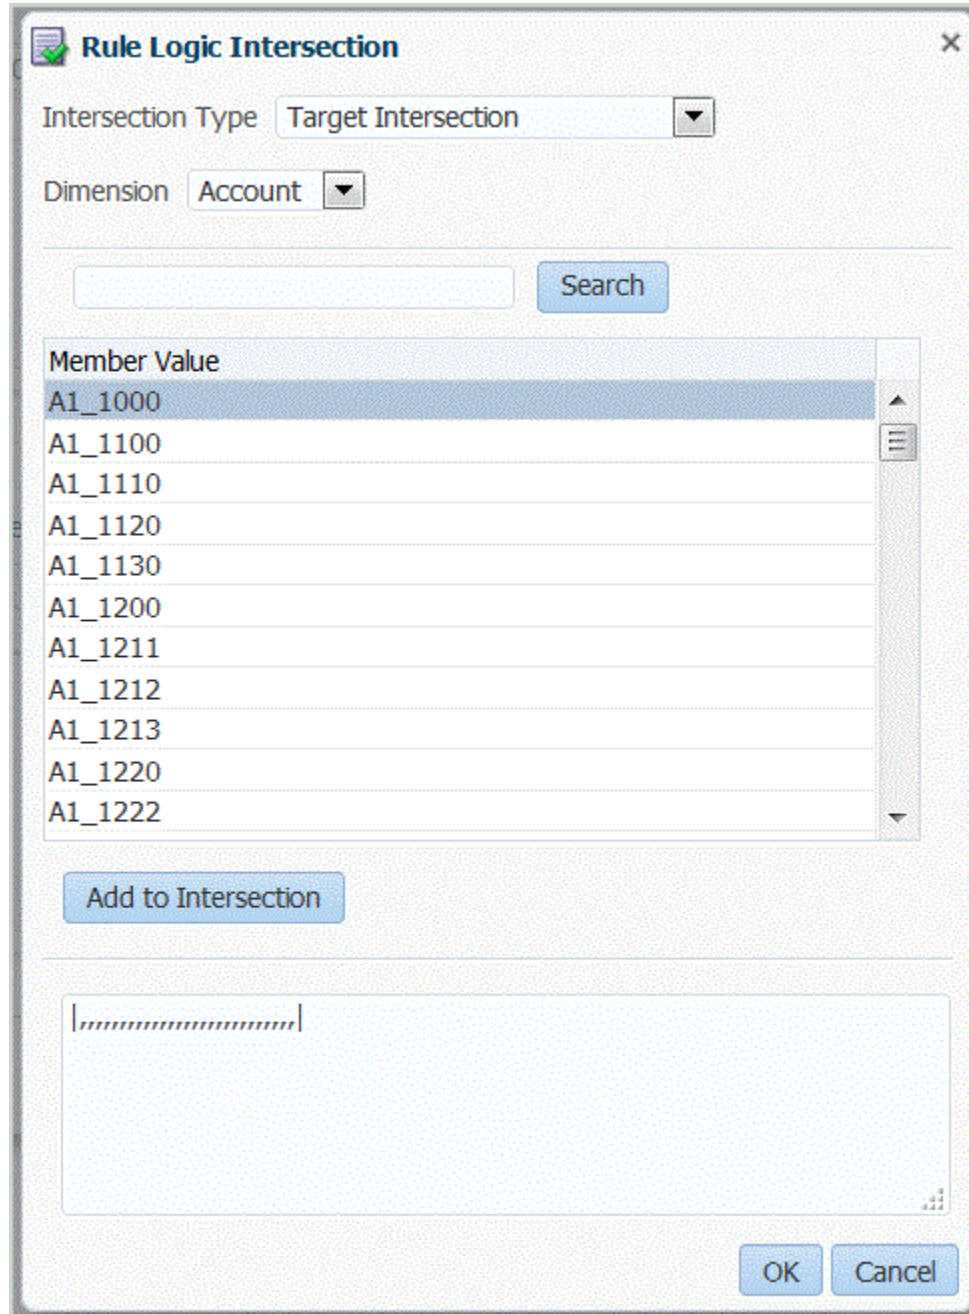 Rule Logic Intersection
Intersection Type Target Intersection
Dimension Account
Search
Member Value
A1_1000
A1_1100
A1_1110
A1_1120
A1_1130
A1_1200
A1_1211
A1_1212
A1_1213
A1_1220
A1_1222
Add to Intersection
|,,,,,,,,,,,,,,,,,,,,,,,,,,,|
OK Cancel